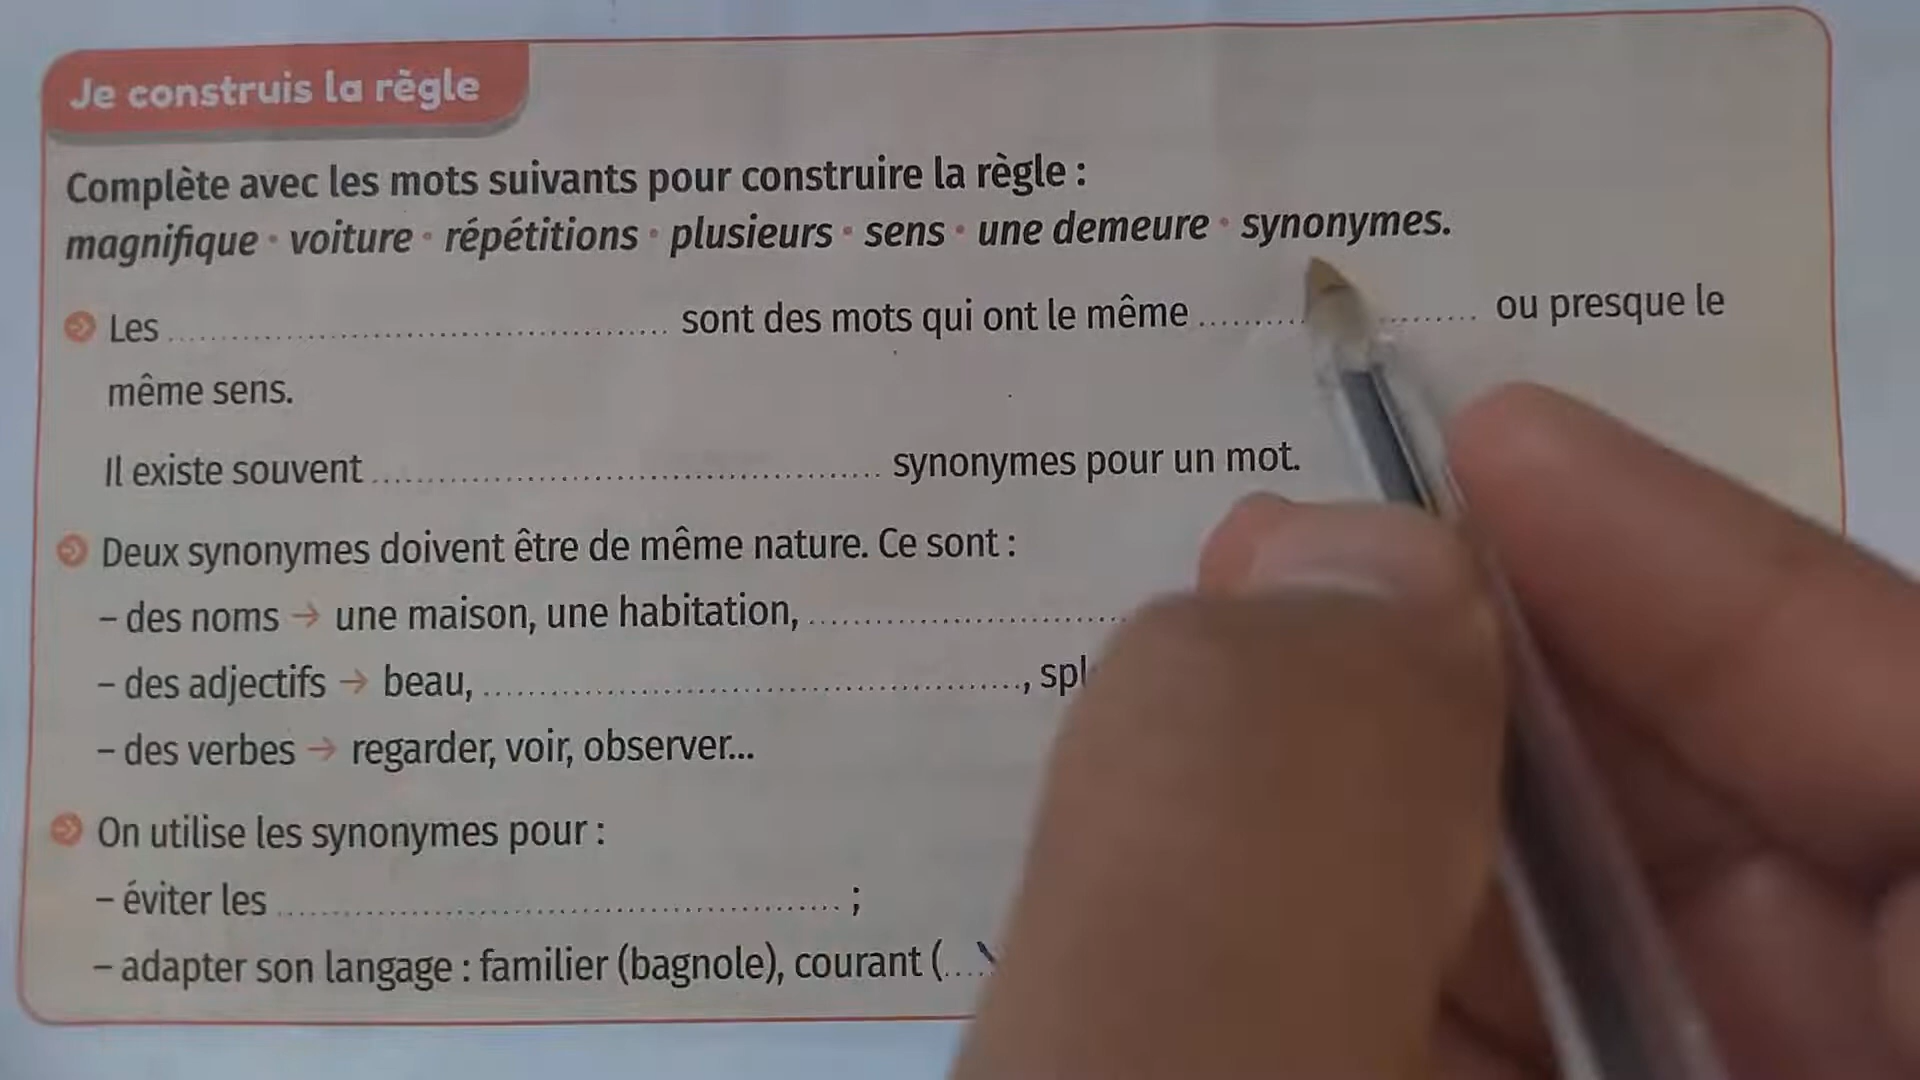 Je construis la règle
Complète avec les mots suivants pour construire la règle :
magnifique • voiture • répétitions • plusieurs • sens • une demeure • synonymes.
Les .................... sont des mots qui ont le même .................... ou presque le
même sens.
Il existe souvent .................... synonymes pour un mot.
Deux synonymes doivent être de même nature. Ce sont :
– des noms → une maison, une habitation, ....................
– des adjectifs → beau, ...................., spl
– des verbes → regarder, voir, observer...
On utilise les synonymes pour :
– éviter les .................... ;
– adapter son langage : familier (bagnole), courant (....